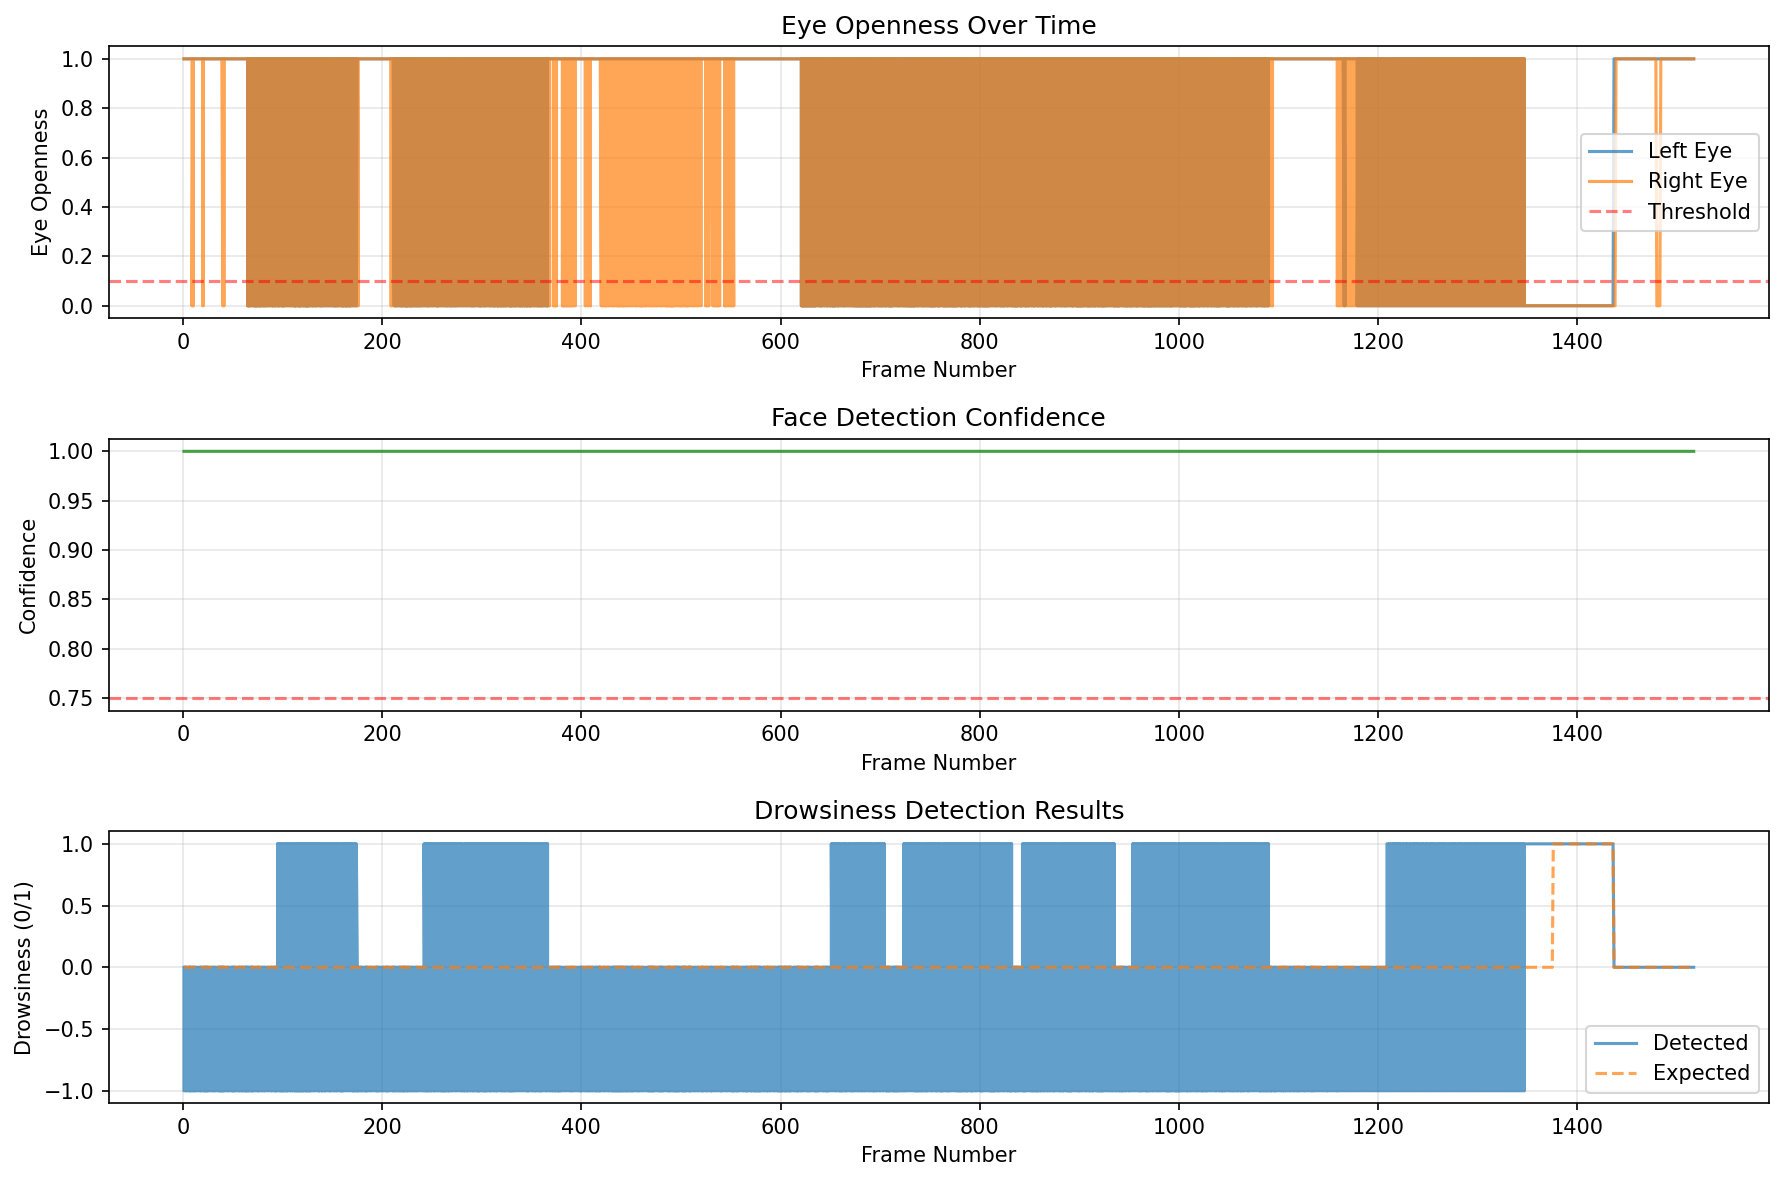 Eye Openness Over Time
Eye Openness
1.0
0.8
0.6
0.4
0.2
0.0
Left Eye
Right Eye
Threshold
0 200 400 600 800 1000 1200 1400
Frame Number
Face Detection Confidence
Confidence
1.00
0.95
0.90
0.85
0.80
0.75
0 200 400 600 800 1000 1200 1400
Frame Number
Drowsiness Detection Results
Drowsiness (0/1)
1.0
0.5
0.0
−0.5
−1.0
Detected
Expected
0 200 400 600 800 1000 1200 1400
Frame Number